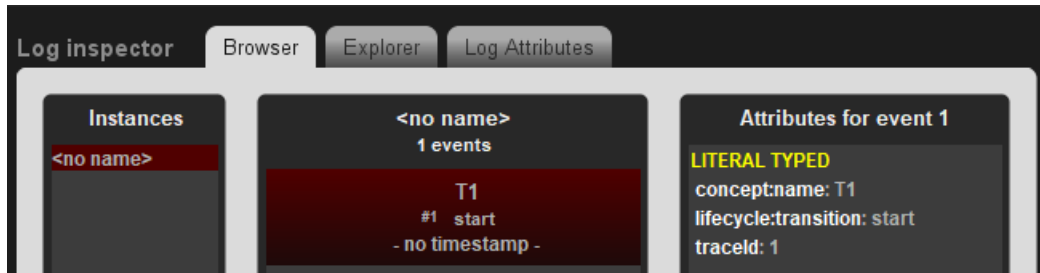 Log inspector Browser Explorer Log Attributes
Instances
<no name>
<no name>
1 events
T1
#1 start
- no timestamp -
Attributes for event 1
LITERAL TYPED
concept:name: T1
lifecycle:transition: start
traceId: 1